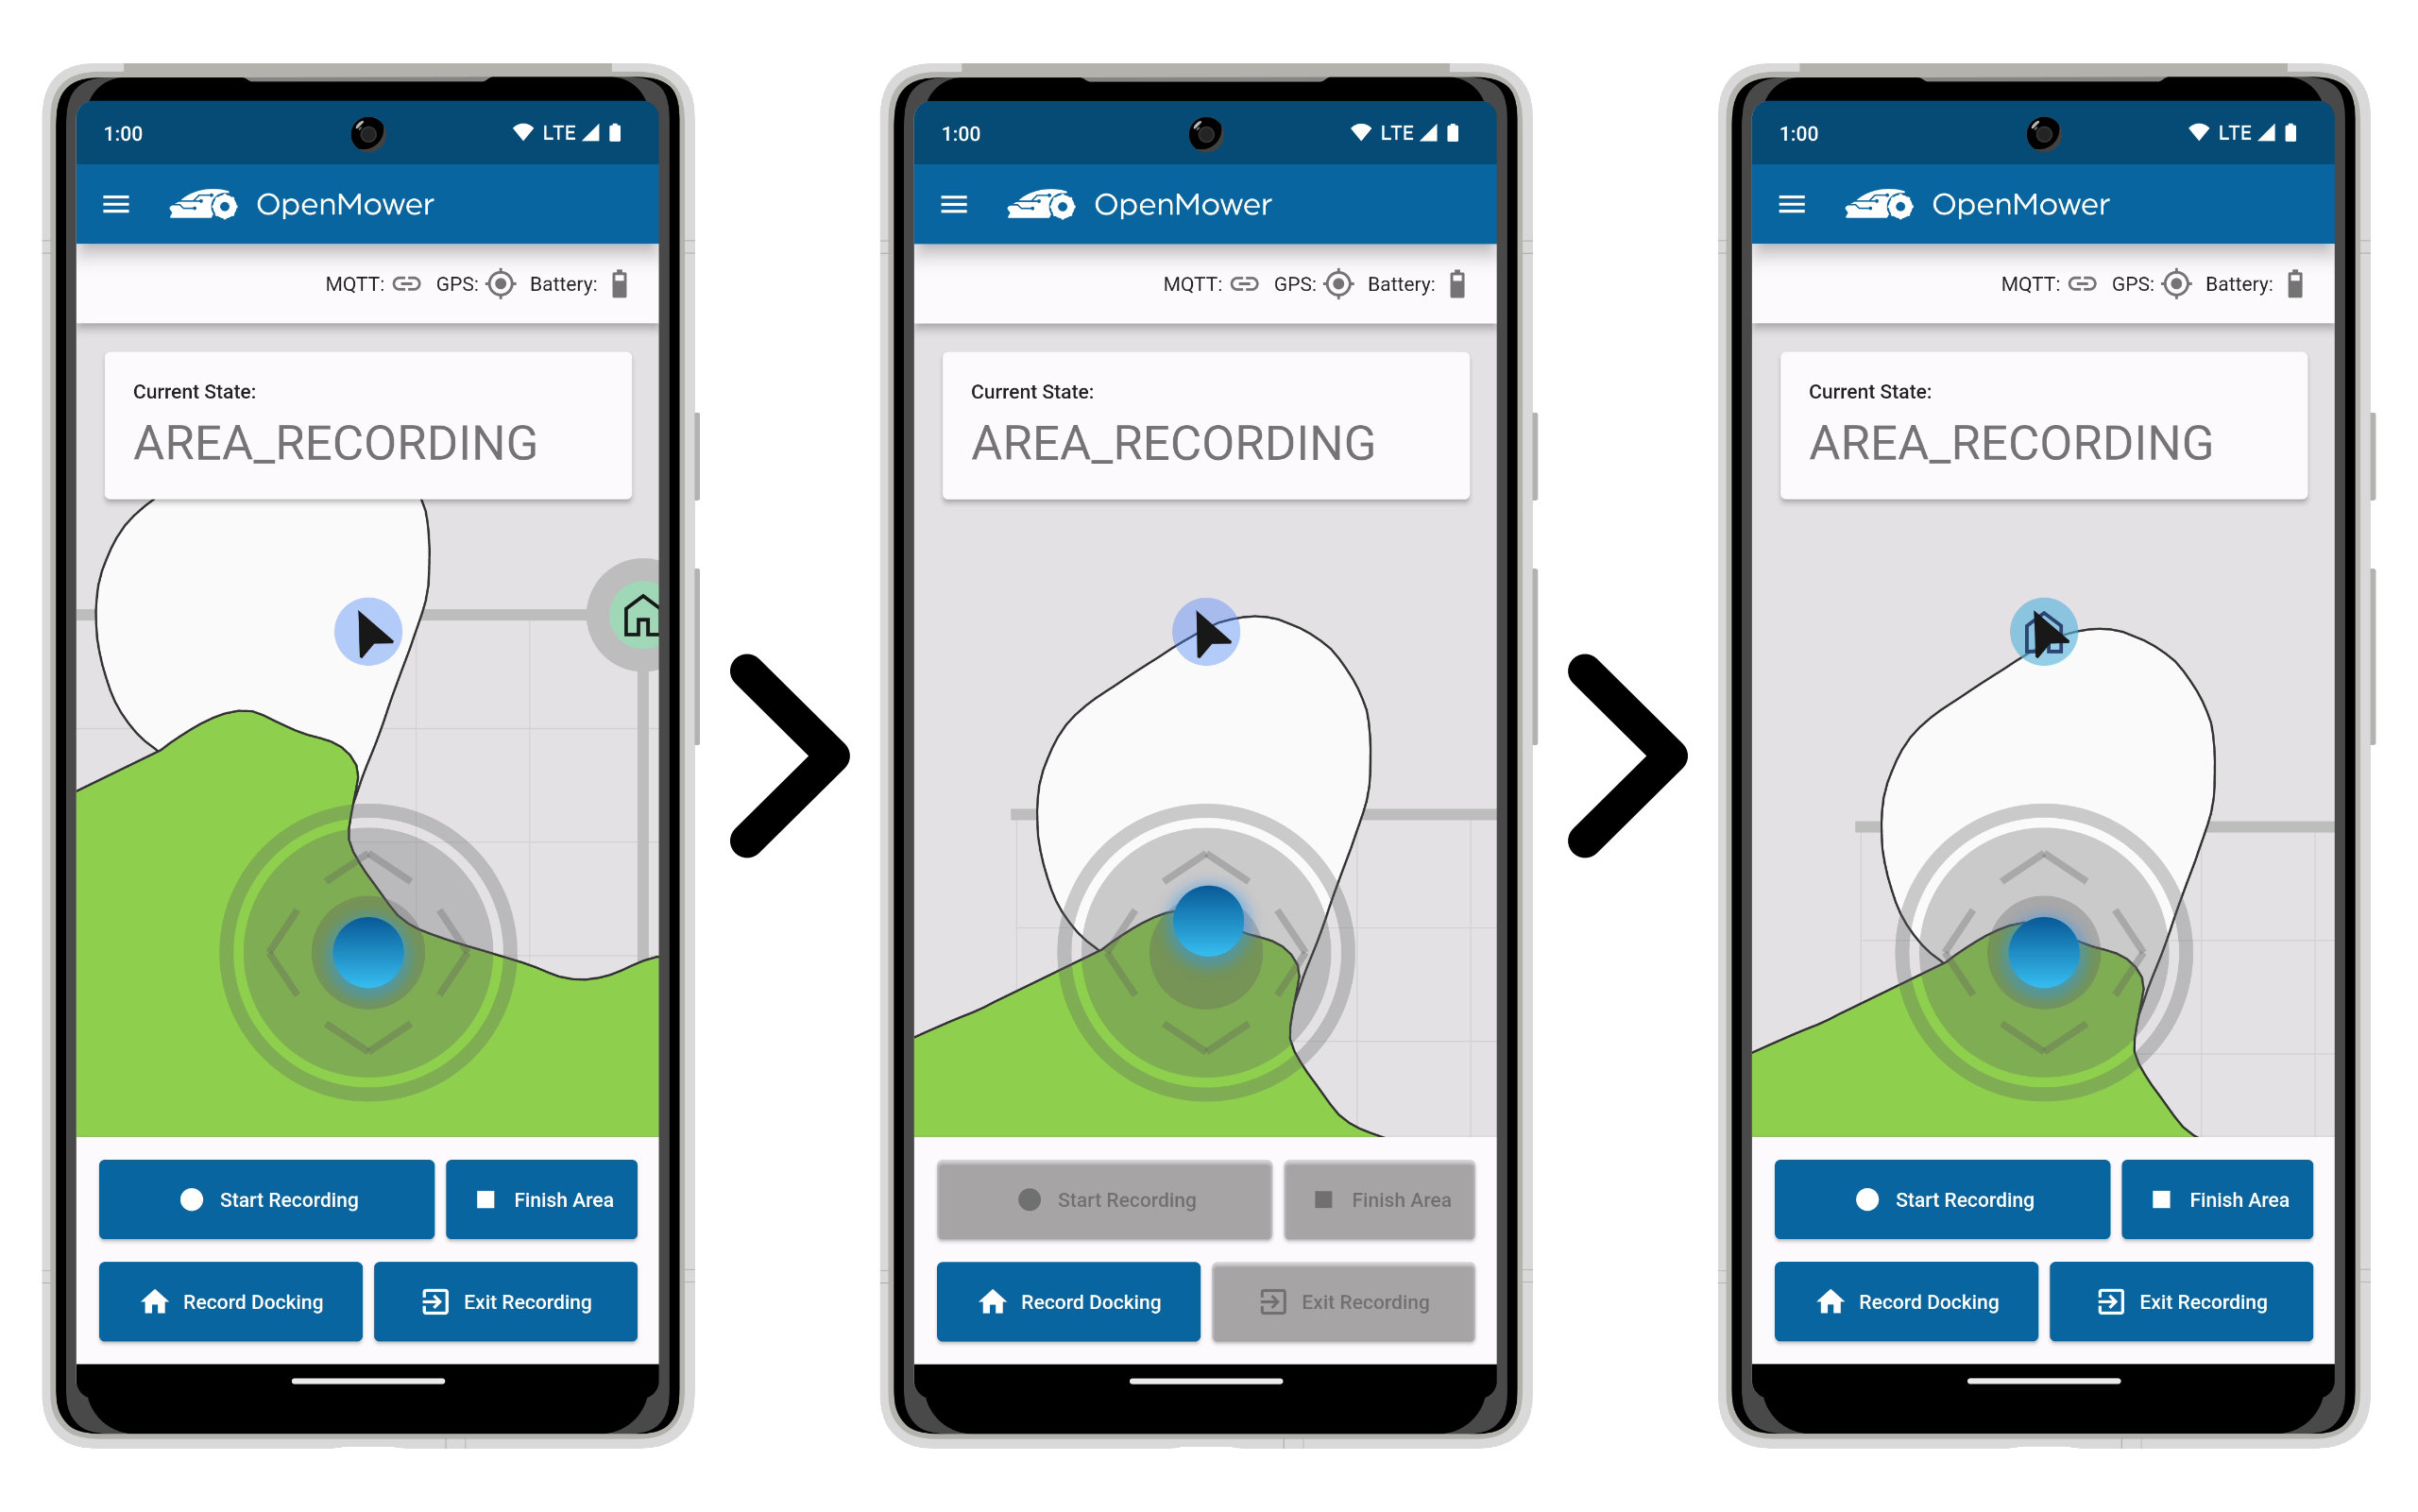 1:00 LTE
OpenMower
MQTT: GPS: Battery:
Current State:
AREA_RECORDING
Start Recording Finish Area
Record Docking Exit Recording
1:00 LTE
OpenMower
MQTT: GPS: Battery:
Current State:
AREA_RECORDING
Start Recording Finish Area
Record Docking Exit Recording
1:00 LTE
OpenMower
MQTT: GPS: Battery:
Current State:
AREA_RECORDING
Start Recording Finish Area
Record Docking Exit Recording